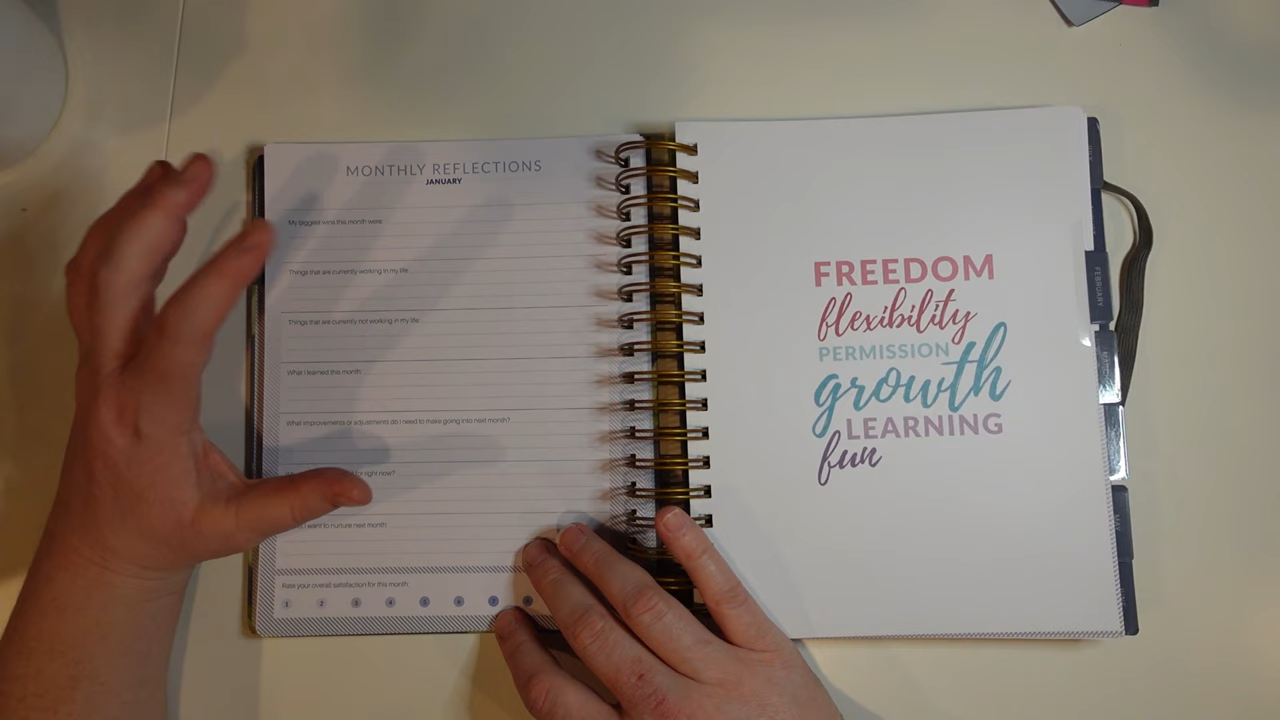 MONTHLY REFLECTIONS
JANUARY
My biggest wins this month were:
Things that are currently working in my life:
Things that are currently not working in my life:
What I learned this month:
What improvements or adjustments do I need to make going into next month?
for right now?
I want to nurture next month:
Rate your overall satisfaction for this month:
1 2 3 4 5 6 7 8
FREEDOM
flexibility
PERMISSION
growth
LEARNING
fun
FEBRUARY